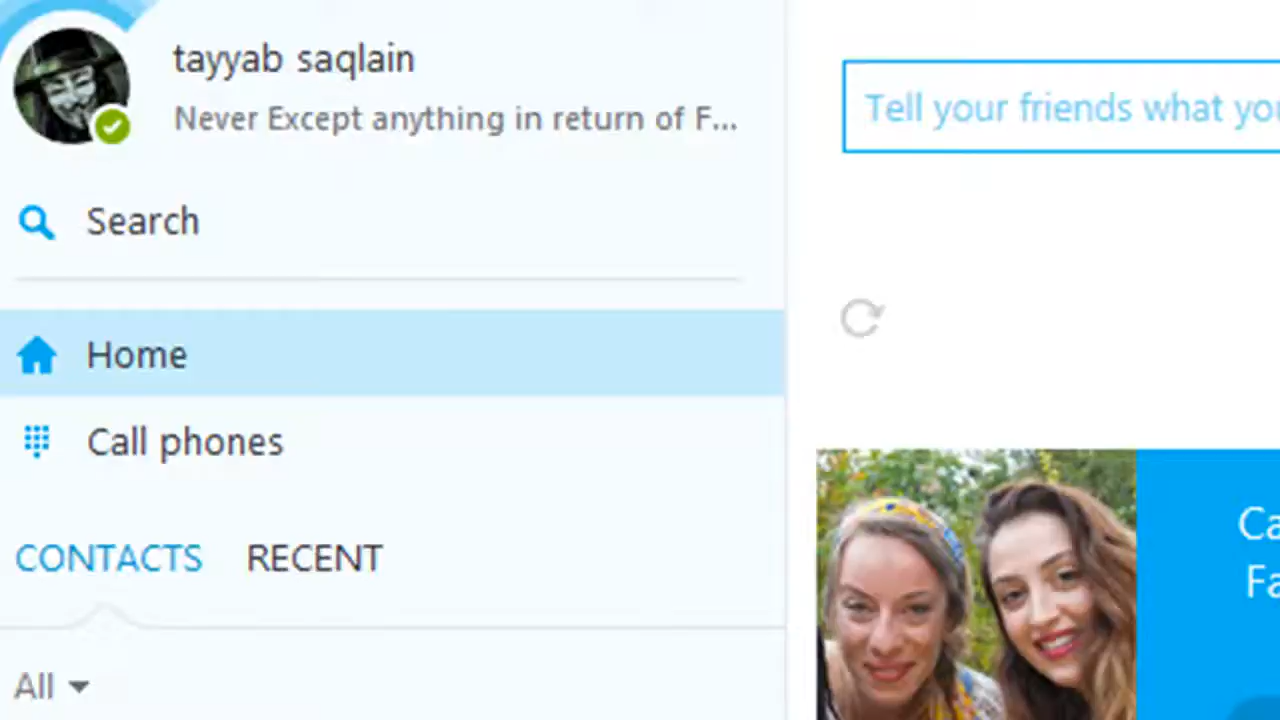 tayyab saqlain
Never Except anything in return of F...
Search
Home
Call phones
CONTACTS RECENT
All
Tell your friends what